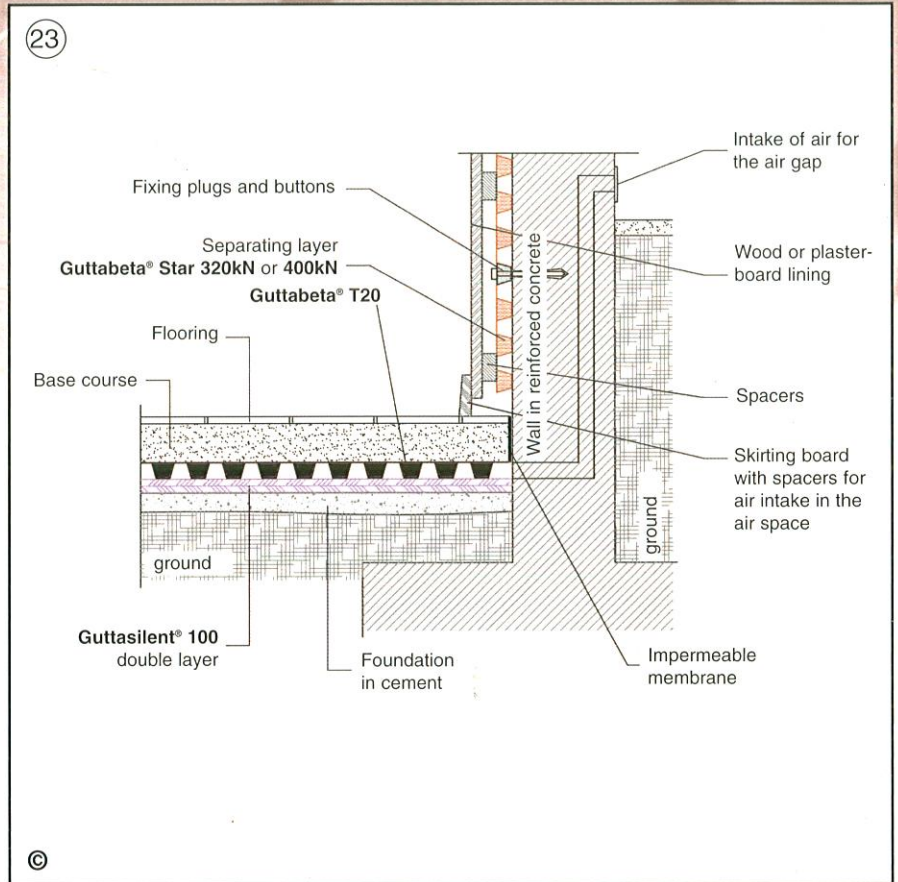 23
Intake of air for
the air gap
Fixing plugs and buttons
Separating layer
Guttabeta® Star 320kN or 400kN
Guttabeta® T20
Wood or plaster-
board lining
Flooring
Base course
Wall in reinforced concrete
Spacers
Skirting board
with spacers for
air intake in the
air space
ground
ground
Guttasilent® 100
double layer
Foundation
in cement
Impermeable
membrane
©